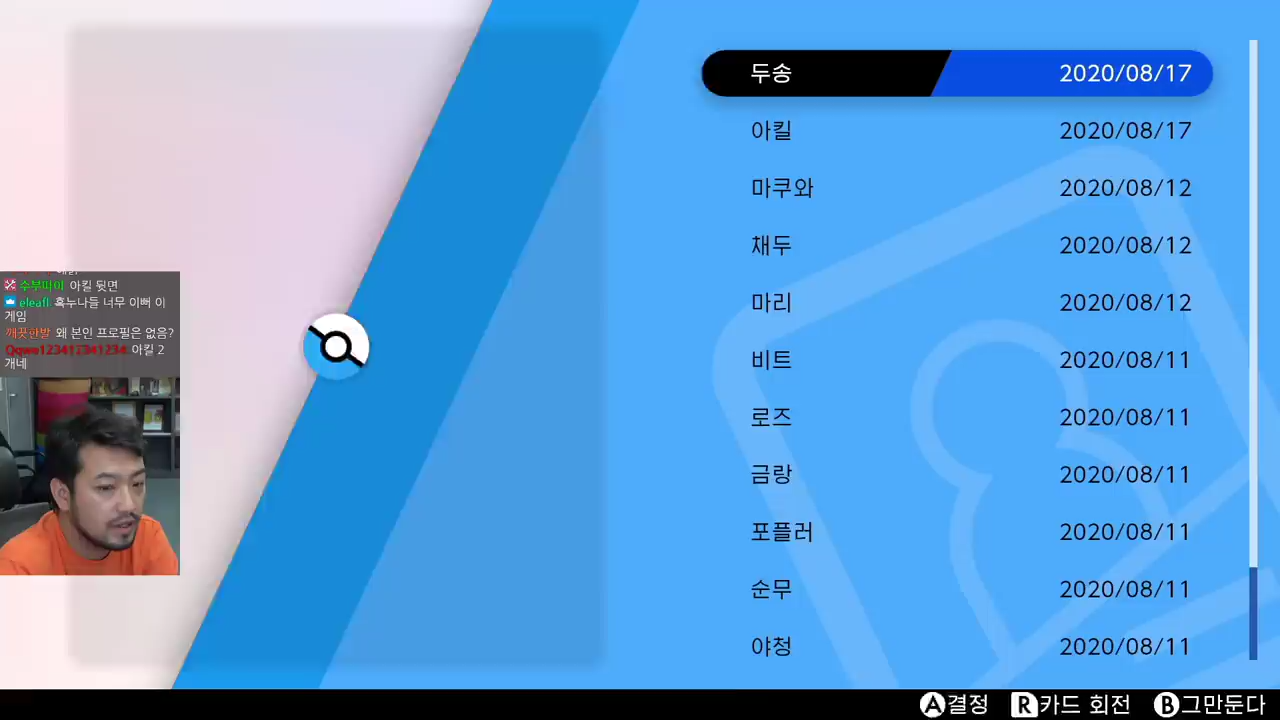 두송 2020/08/17
아킬 2020/08/17
마쿠와 2020/08/12
채두 2020/08/12
마리 2020/08/12
비트 2020/08/11
로즈 2020/08/11
금랑 2020/08/11
포플러 2020/08/11
순무 2020/08/11
야청 2020/08/11
수부타이 아킬 뒷면
eleafl 흑누나들 너무 이뻐 이
게임
깨끗한발 왜 본인 프로필은 없음?
Qqwe12341234 아킬 2
개네
A 결정 R 카드 회전 B 그만둔다